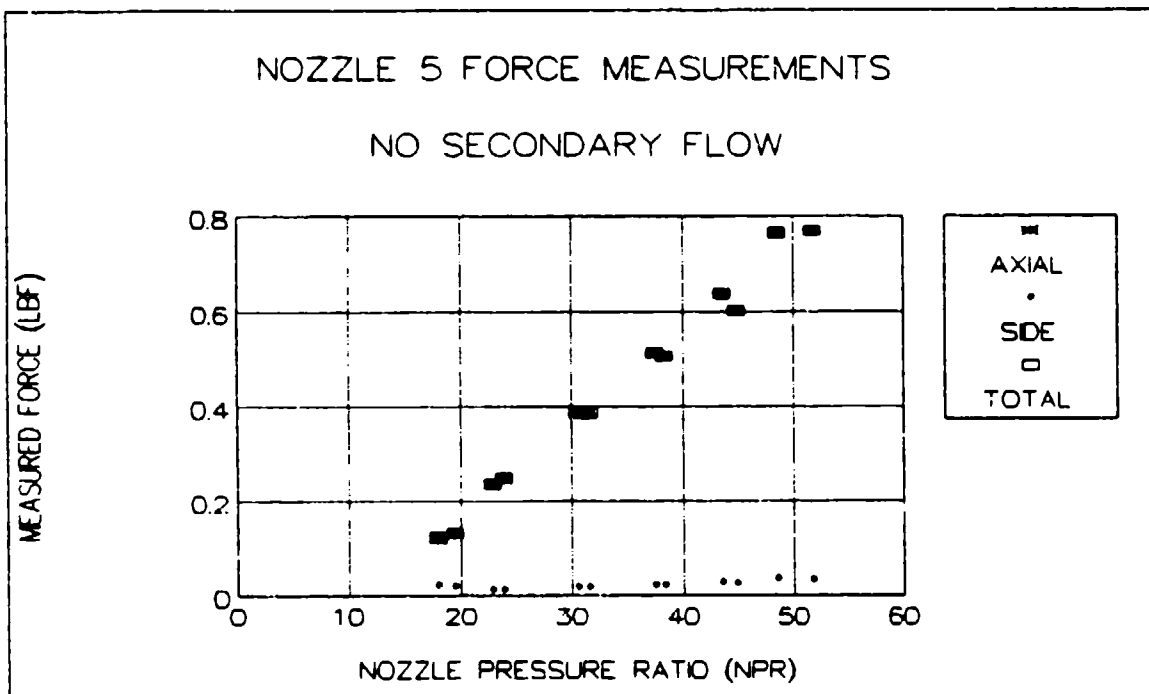 NOZZLE 5 FORCE MEASUREMENTS
NO SECONDARY FLOW
MEASURED FORCE (LBF)
0.8
0.6
0.4
0.2
0
0 10 20 30 40 50 60
NOZZLE PRESSURE RATIO (NPR)
AXIAL
SIDE
TOTAL